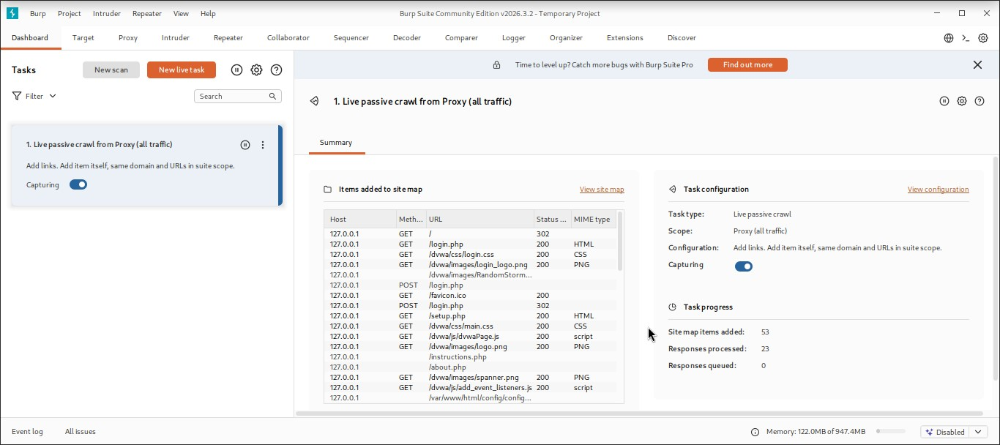 Burp Project Intruder Repeater View Help Burp Suite Community Edition v2026.3.2 - Temporary Project
Dashboard Target Proxy Intruder Repeater Collaborator Sequencer Decoder Comparer Logger Organizer Extensions Discover
Tasks New scan New live task
Filter Search
1. Live passive crawl from Proxy (all traffic)
Add links. Add item itself, same domain and URLs in suite scope.
Capturing
Time to level up? Catch more bugs with Burp Suite Pro Find out more
1. Live passive crawl from Proxy (all traffic)
Summary
Items added to site map View site map
Host Meth... URL Status ... MIME type
127.0.0.1 GET / 302
127.0.0.1 GET /login.php 200 HTML
127.0.0.1 GET /dvwa/css/login.css 200 CSS
127.0.0.1 GET /dvwa/images/login_logo.png 200 PNG
127.0.0.1 /dvwa/images/RandomStorm...
127.0.0.1 POST /login.php
127.0.0.1 GET /favicon.ico 200
127.0.0.1 POST /login.php 302
127.0.0.1 GET /setup.php 200 HTML
127.0.0.1 GET /dvwa/css/main.css 200 CSS
127.0.0.1 GET /dvwa/js/dvwaPage.js 200 script
127.0.0.1 GET /dvwa/images/logo.png 200 PNG
127.0.0.1 /instructions.php
127.0.0.1 /about.php
127.0.0.1 GET /dvwa/images/spanner.png 200 PNG
127.0.0.1 GET /dvwa/js/add_event_listeners.js 200 script
127.0.0.1 /var/www/html/config/config...
Task configuration View configuration
Task type: Live passive crawl
Scope: Proxy (all traffic)
Configuration: Add links. Add item itself, same domain and URLs in suite scope.
Capturing
Task progress
Site map items added: 53
Responses processed: 23
Responses queued: 0
Event log All issues Memory: 122.0MB of 947.4MB Disabled